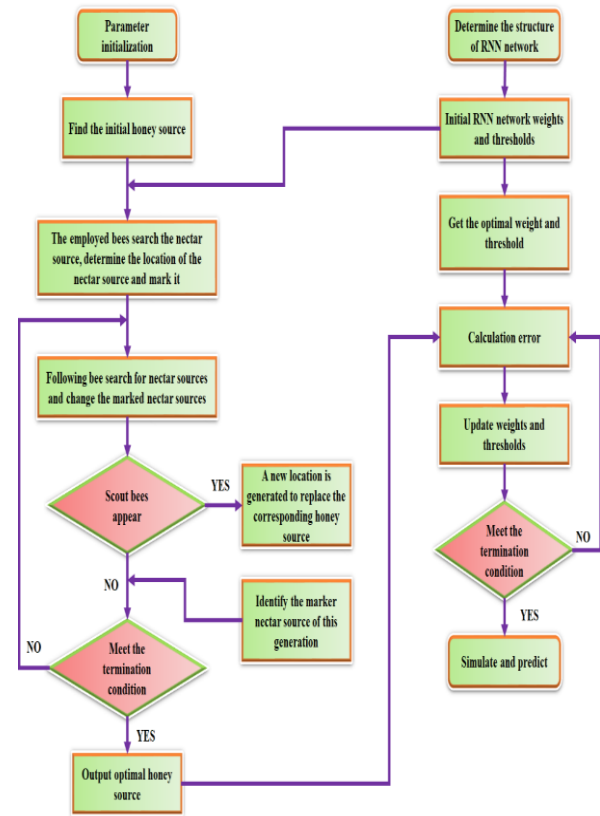 Parameter
initialization
Find the initial honey source
The employed bees search the nectar
source, determine the location of the
nectar source and mark it
Following bee search for nectar sources
and change the marked nectar sources
Scout bees
appear
YES
A new location is
generated to replace the
corresponding honey
source
NO
Identify the marker
nectar source of this
generation
Meet the
termination
condition
NO
YES
Output optimal honey
source
Determine the structure
of RNN network
Initial RNN network weights
and thresholds
Get the optimal weight and
threshold
Calculation error
Update weights and
thresholds
Meet the
termination
condition
NO
YES
Simulate and predict